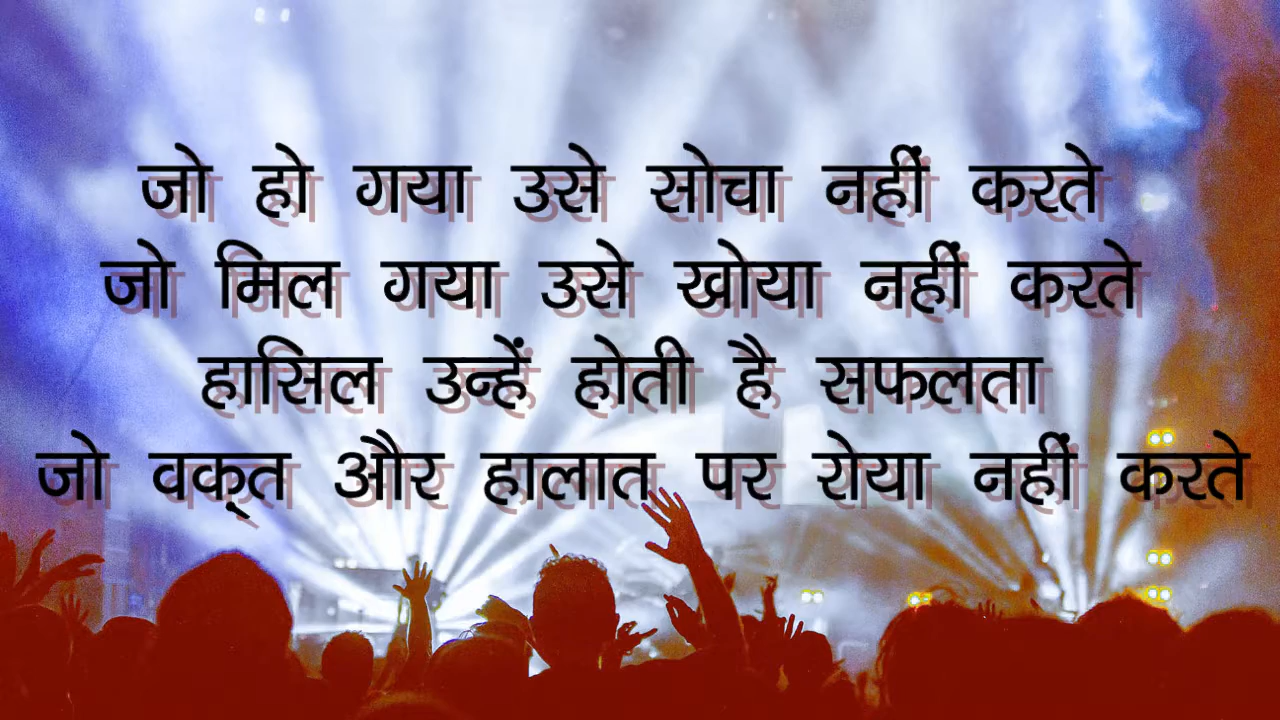 जो हो गया उसे सोचा नहीं करते
जो मिल गया उसे खोया नहीं करते
हासिल उन्हें होती है सफलता
जो वक्‌त और हालात पर रोया नहीं करते